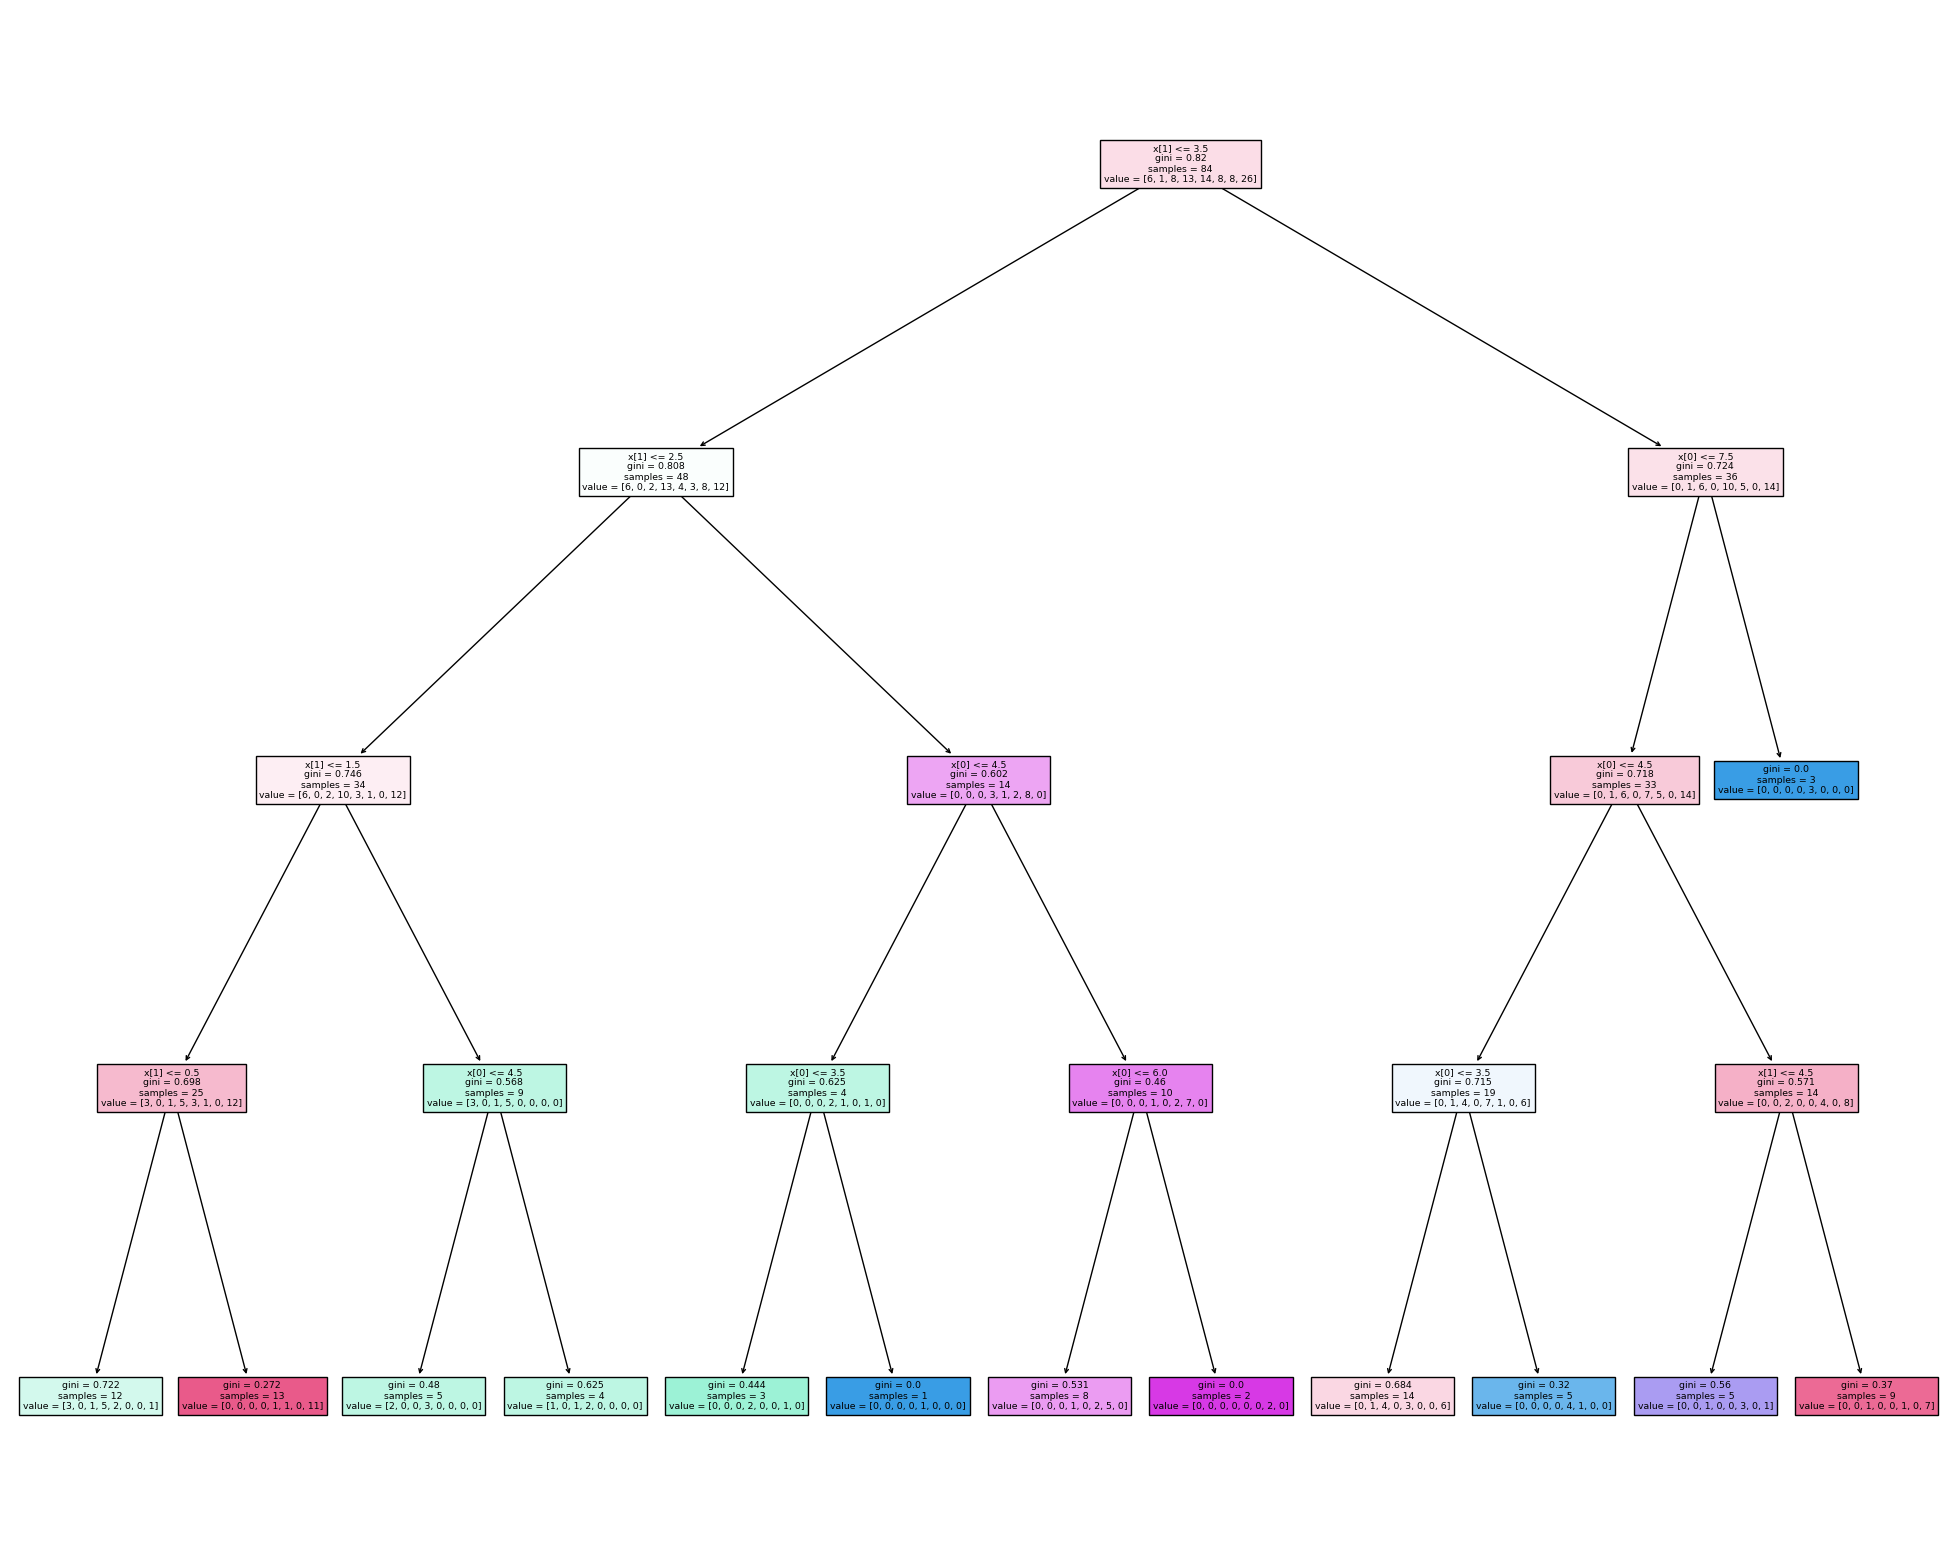 x[1] <= 3.5
gini = 0.82
samples = 84
value = [6, 1, 8, 13, 14, 8, 8, 26]
x[1] <= 2.5
gini = 0.808
samples = 48
value = [6, 0, 2, 13, 4, 3, 8, 12]
x[0] <= 7.5
gini = 0.724
samples = 36
value = [0, 1, 6, 0, 10, 5, 0, 14]
x[1] <= 1.5
gini = 0.746
samples = 34
value = [6, 0, 2, 10, 3, 1, 0, 12]
x[0] <= 4.5
gini = 0.602
samples = 14
value = [0, 0, 0, 3, 1, 2, 8, 0]
x[0] <= 4.5
gini = 0.718
samples = 33
value = [0, 1, 6, 0, 7, 5, 0, 14]
gini = 0.0
samples = 3
value = [0, 0, 0, 0, 3, 0, 0, 0]
x[1] <= 0.5
gini = 0.698
samples = 25
value = [3, 0, 1, 5, 3, 1, 0, 12]
x[0] <= 4.5
gini = 0.568
samples = 9
value = [3, 0, 1, 5, 0, 0, 0, 0]
x[0] <= 3.5
gini = 0.625
samples = 4
value = [0, 0, 0, 2, 1, 0, 1, 0]
x[0] <= 6.0
gini = 0.46
samples = 10
value = [0, 0, 0, 1, 0, 2, 7, 0]
x[0] <= 3.5
gini = 0.715
samples = 19
value = [0, 1, 4, 0, 7, 1, 0, 6]
x[1] <= 4.5
gini = 0.571
samples = 14
value = [0, 0, 2, 0, 0, 4, 0, 8]
gini = 0.722
samples = 12
value = [3, 0, 1, 5, 2, 0, 0, 1]
gini = 0.272
samples = 13
value = [0, 0, 0, 0, 1, 1, 0, 11]
gini = 0.48
samples = 5
value = [2, 0, 0, 3, 0, 0, 0, 0]
gini = 0.625
samples = 4
value = [1, 0, 1, 2, 0, 0, 0, 0]
gini = 0.444
samples = 3
value = [0, 0, 0, 2, 0, 0, 1, 0]
gini = 0.0
samples = 1
value = [0, 0, 0, 0, 1, 0, 0, 0]
gini = 0.531
samples = 8
value = [0, 0, 0, 1, 0, 2, 5, 0]
gini = 0.0
samples = 2
value = [0, 0, 0, 0, 0, 0, 2, 0]
gini = 0.684
samples = 14
value = [0, 1, 4, 0, 3, 0, 0, 6]
gini = 0.32
samples = 5
value = [0, 0, 0, 0, 4, 1, 0, 0]
gini = 0.56
samples = 5
value = [0, 0, 1, 0, 0, 3, 0, 1]
gini = 0.37
samples = 9
value = [0, 0, 1, 0, 0, 1, 0, 7]